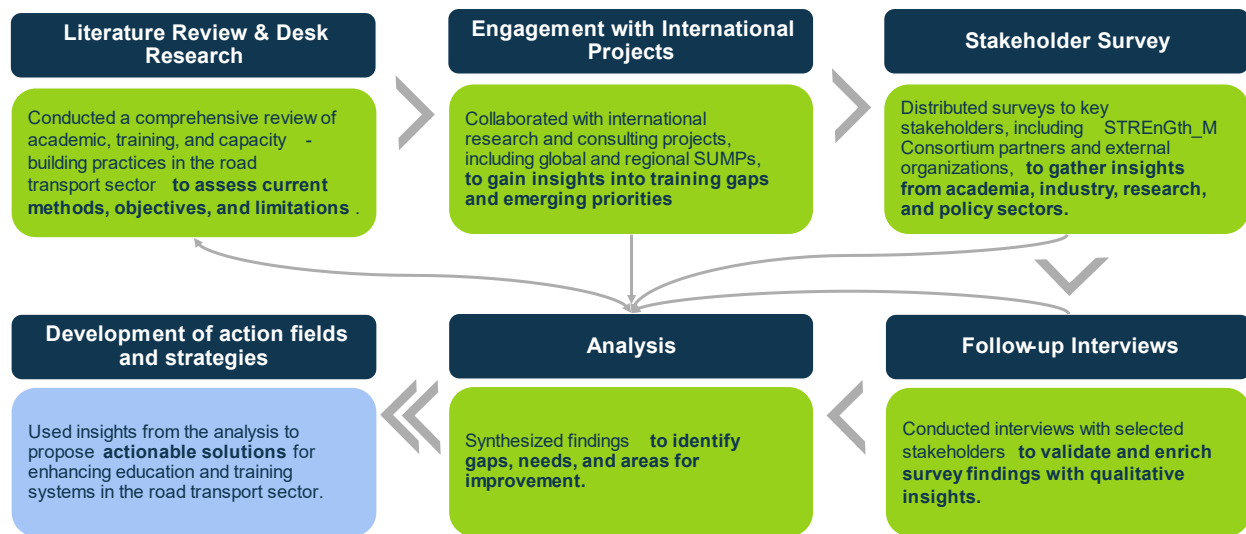 Literature Review & Desk
Research
Conducted a comprehensive review of
academic, training, and capacity -
building practices in the road
transport sector to assess current
methods, objectives, and limitations .
Engagement with International
Projects
Collaborated with international
research and consulting projects,
including global and regional SUMPs,
to gain insights into training gaps
and emerging priorities
Stakeholder Survey
Distributed surveys to key
stakeholders, including STREnGth_M
Consortium partners and external
organizations, to gather insights
from academia, industry, research,
and policy sectors.
Follow-up Interviews
Conducted interviews with selected
stakeholders to validate and enrich
survey findings with qualitative
insights.
Analysis
Synthesized findings to identify
gaps, needs, and areas for
improvement.
Development of action fields
and strategies
Used insights from the analysis to
propose actionable solutions for
enhancing education and training
systems in the road transport sector.